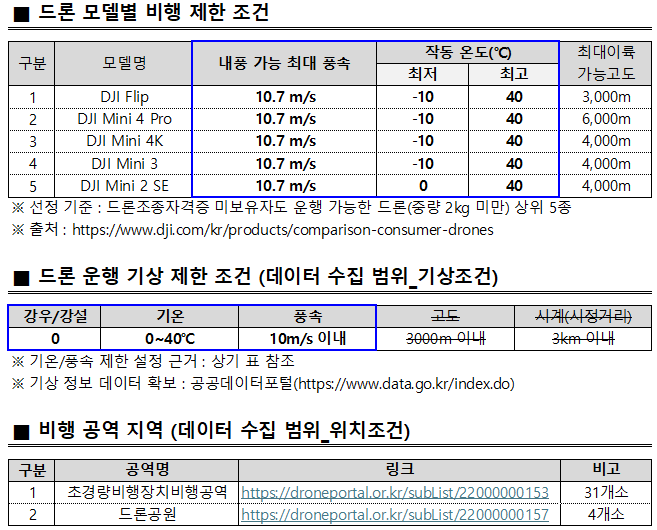 ■ 드론 모델별 비행 제한 조건
구분 모델명 내풍 가능 최대 풍속 작동 온도(℃) 최대이륙 가능고도
최저 최고
1 DJI Flip 10.7 m/s -10 40 3,000m
2 DJI Mini 4 Pro 10.7 m/s -10 40 6,000m
3 DJI Mini 4K 10.7 m/s -10 40 4,000m
4 DJI Mini 3 10.7 m/s -10 40 4,000m
5 DJI Mini 2 SE 10.7 m/s 0 40 4,000m
※ 선정 기준 : 드론조종자격증 미보유자도 운행 가능한 드론(중량 2kg 미만) 상위 5종
※ 출처 : https://www.dji.com/kr/products/comparison-consumer-drones
■ 드론 운행 기상 제한 조건 (데이터 수집 범위_기상조건)
강우/강설 기온 풍속 고도 시계(시정거리)
0 0~40℃ 10m/s 이내 3000m 이내 3km 이내
※ 기온/풍속 제한 설정 근거 : 상기 표 참조
※ 기상 정보 데이터 확보 : 공공데이터포털(https://www.data.go.kr/index.do)
■ 비행 공역 지역 (데이터 수집 범위_위치조건)
구분 공역명 링크 비고
1 초경량비행장치비행공역 https://droneportal.or.kr/subList/22000000153 31개소
2 드론공원 https://droneportal.or.kr/subList/22000000157 4개소